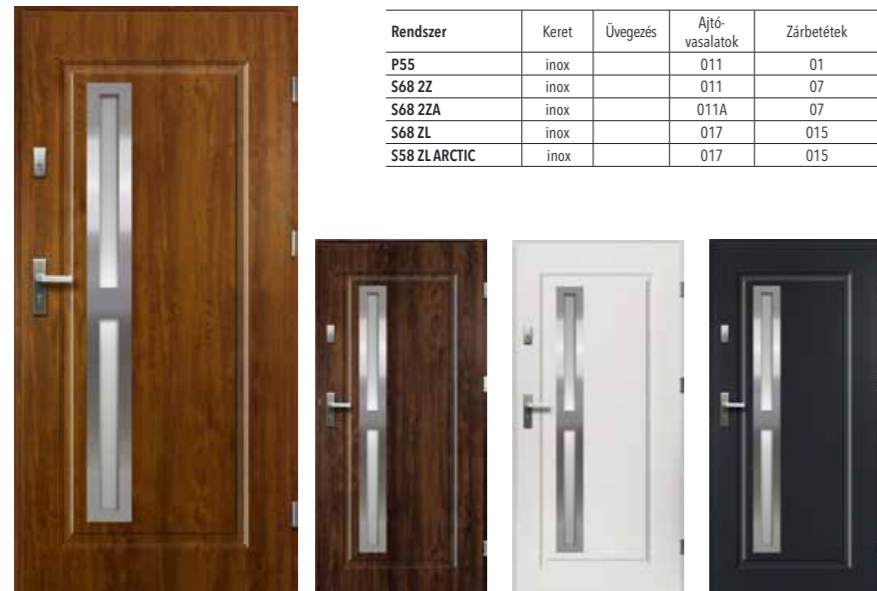 Rendszer Keret Üvegezés Ajtó-
vasalatok Zárbetétek
P55 inox 011 01
S68 2Z inox 011 07
S68 2ZA inox 011A 07
S68 ZL inox 017 015
S58 ZL ARCTIC inox 017 015